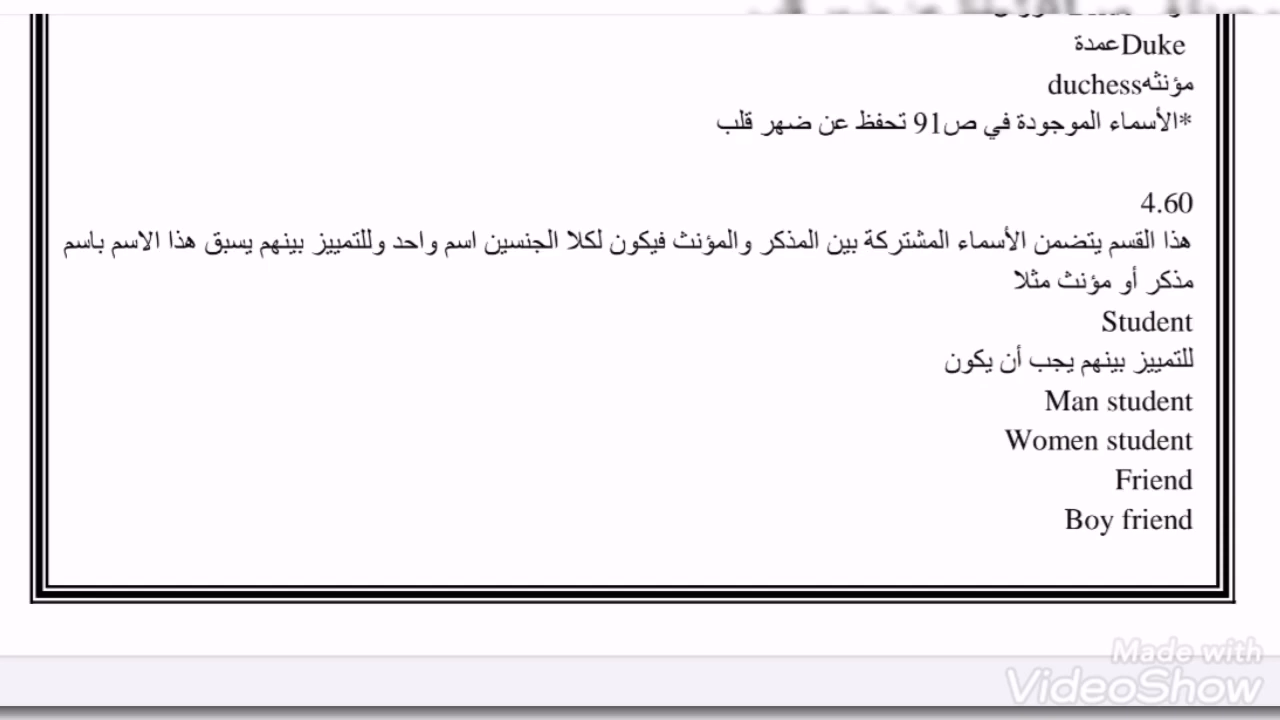 Dukeعمدة
مؤنثهduchess
*الأسماء الموجودة في ص91 تحفظ عن ضهر قلب
4.60
هذا القسم يتضمن الأسماء المشتركة بين المذكر والمؤنث فيكون لكلا الجنسين اسم واحد وللتمييز بينهم يسبق هذا الاسم باسم
مذكر أو مؤنث مثلا
Student
للتمييز بينهم يجب أن يكون
Man student
Women student
Friend
Boy friend
Made with
VideoShow